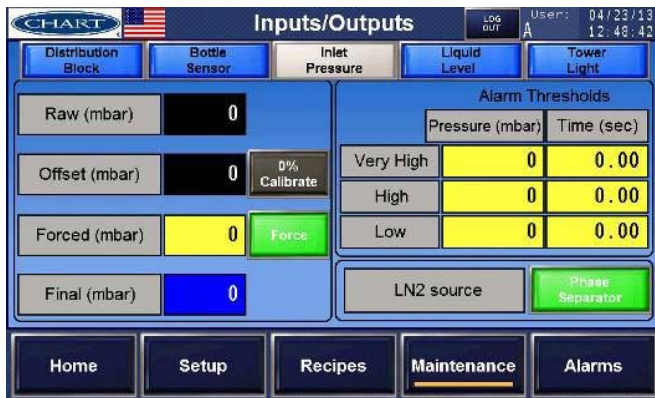 CHART
Inputs/Outputs
LOG OUT
User: 04/23/13
A 12:48:42
Distribution Block
Bottle Sensor
Inlet Pressure
Liquid Level
Tower Light
Raw (mbar) 0
Offset (mbar) 0
0% Calibrate
Forced (mbar) 0
Force
Final (mbar) 0
Alarm Thresholds
Pressure (mbar) Time (sec)
Very High 0 0.00
High 0 0.00
Low 0 0.00
LN2 source
Phase Separator
Home
Setup
Recipes
Maintenance
Alarms